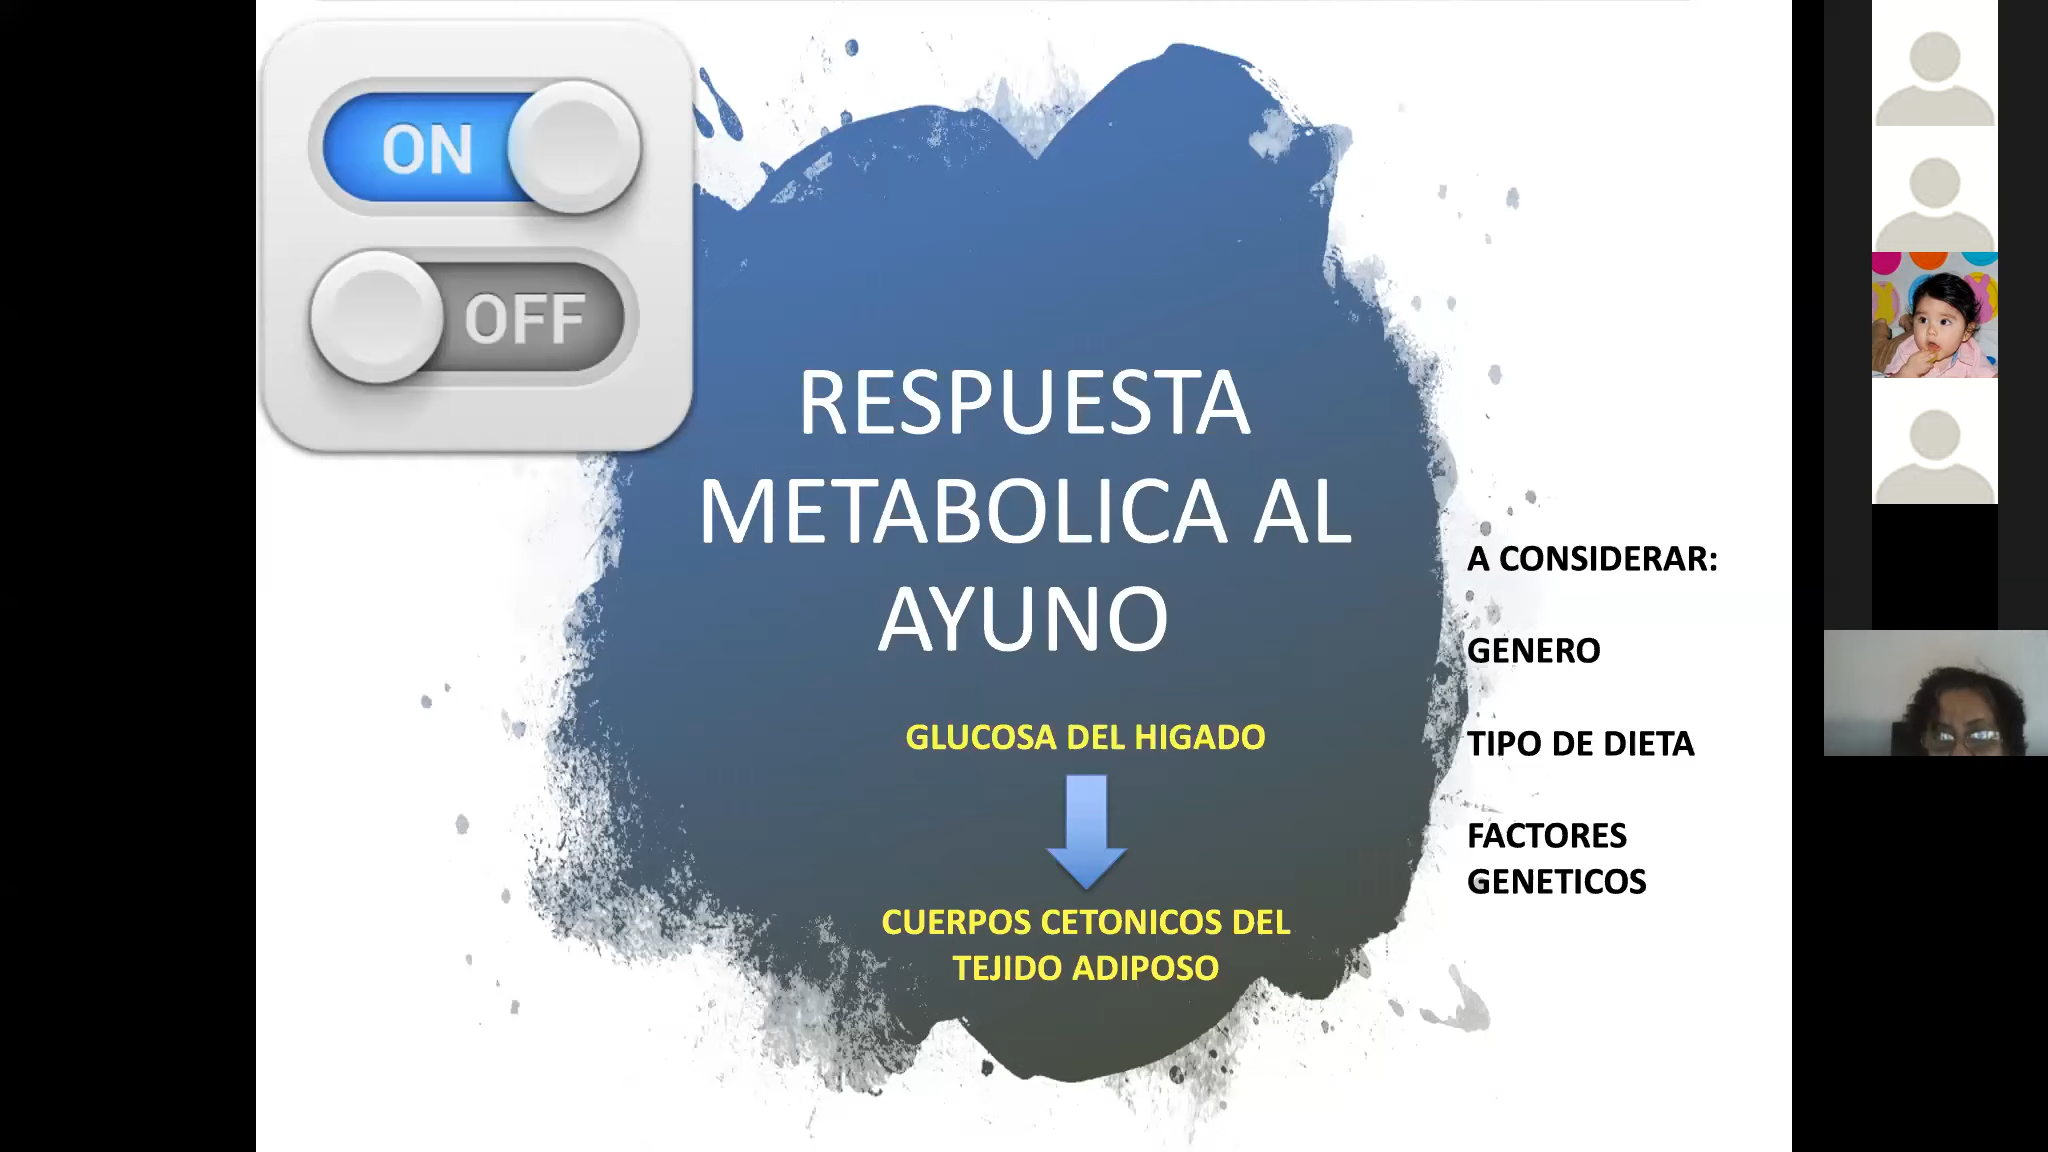 ON
OFF
RESPUESTA
METABOLICA AL
AYUNO
GLUCOSA DEL HIGADO
CUERPOS CETONICOS DEL
TEJIDO ADIPOSO
A CONSIDERAR:
GENERO
TIPO DE DIETA
FACTORES
GENETICOS